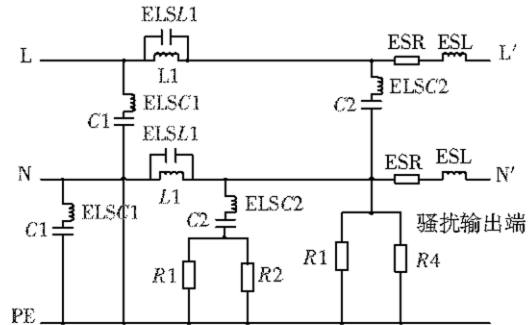 ELSL1
L
L1
ESR
ESL
L′
C1
ELSC1
C2
ELSC2
ELSL1
N
L1
ESR
ESL
N′
C1
ELSC1
C2
ELSC2
骚扰输出端
R1
R2
R1
R4
PE